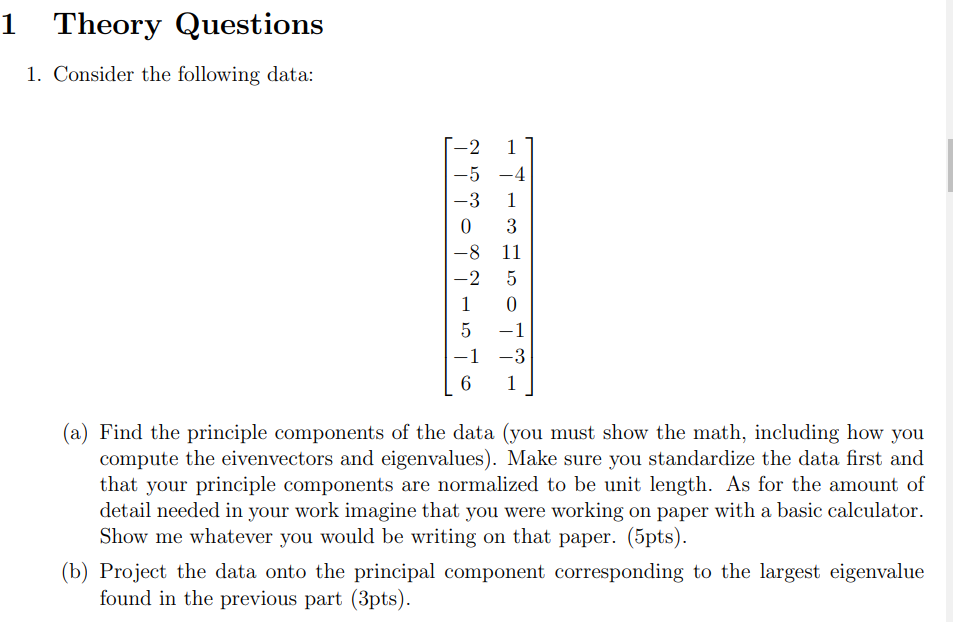 1 Theory Questions
1. Consider the following data:
−2 1
−5 −4
−3 1
0 3
−8 11
−2 5
1 0
5 −1
−1 −3
6 1
(a) Find the principle components of the data (you must show the math, including how you
compute the eivenvectors and eigenvalues). Make sure you standardize the data first and
that your principle components are normalized to be unit length. As for the amount of
detail needed in your work imagine that you were working on paper with a basic calculator.
Show me whatever you would be writing on that paper. (5pts).
(b) Project the data onto the principal component corresponding to the largest eigenvalue
found in the previous part (3pts).